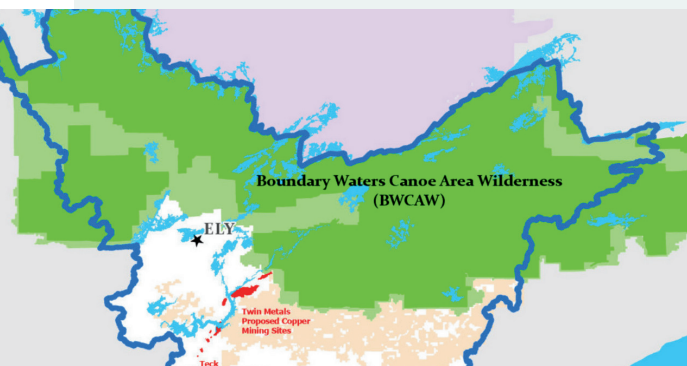 Boundary Waters Canoe Area Wilderness
(BWCAW)
ELY
Twin Metals
Proposed Copper
Mining Sites
Teck